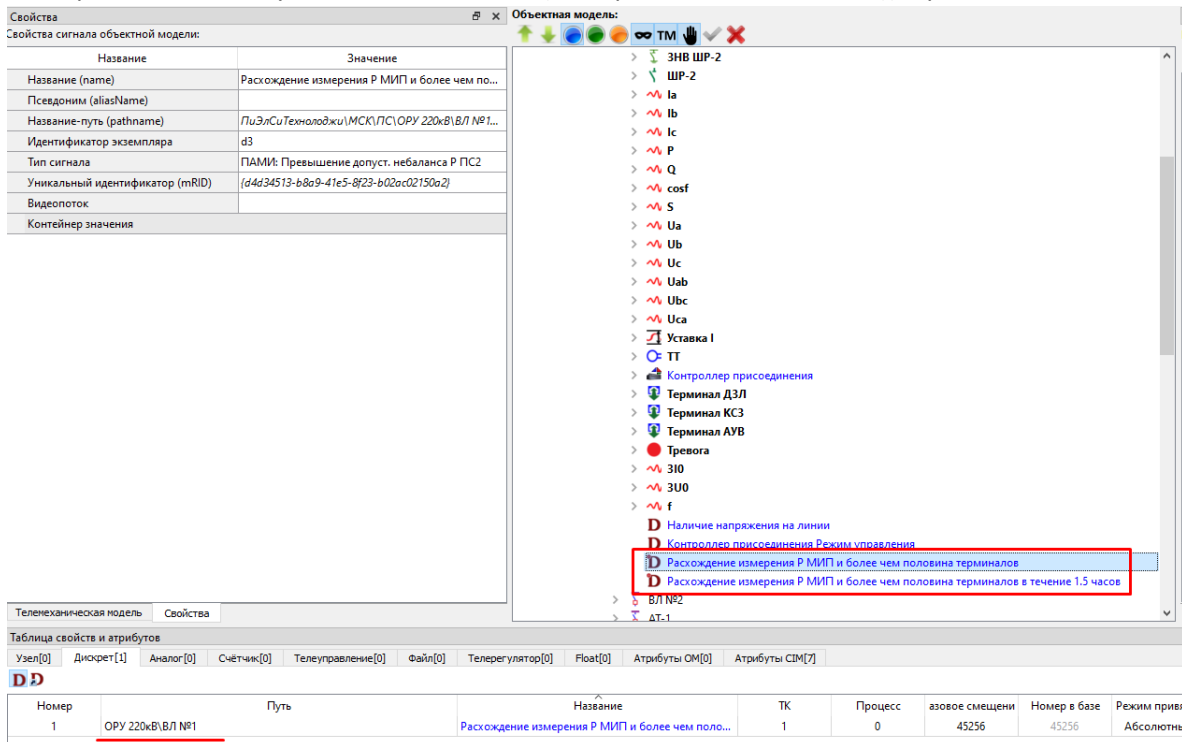 Свойства
Свойства сигнала объектной модели:
Название Значение
Название (name) Расхождение измерения P МИП и более чем по...
Псевдоним (aliasName)
Название-путь (pathname) ПиЭлСиТехнолоджи\МСК\ПС\ОРУ 220кВ\ВЛ №1...
Идентификатор экземпляра d3
Тип сигнала ПАМИ: Превышение допуст. небаланса P ПС2
Уникальный идентификатор (mRID) {d4d34513-b8a9-41e5-8f23-b02ac02150a2}
Видеопоток
Контейнер значения
Объектная модель:
TM
ЗНВ ШР-2
ШР-2
Ia
Ib
Ic
P
Q
cosf
S
Ua
Ub
Uc
Uab
Ubc
Uca
Уставка I
ТТ
Контроллер присоединения
Терминал ДЗЛ
Терминал КСЗ
Терминал АУВ
Тревога
3I0
3U0
f
D Наличие напряжения на линии
D Контроллер присоединения Режим управления
D Расхождение измерения P МИП и более чем половина терминалов
D Расхождение измерения P МИП и более чем половина терминалов в течение 1.5 часов
ВЛ №2
АТ-1
Телемеханическая модель Свойства
Таблица свойств и атрибутов
Узел[0] Дискрет[1] Аналог[0] Счётчик[0] Телеуправление[0] Файл[0] Телерегулятор[0] Float[0] Атрибуты ОМ[0] Атрибуты CIM[7]
D D
Номер Путь Название ТК Процесс азовое смещени Номер в базе Режим привя
1 ОРУ 220кВ\ВЛ №1 Расхождение измерения P МИП и более чем поло... 1 0 45256 45256 Абсолютнь